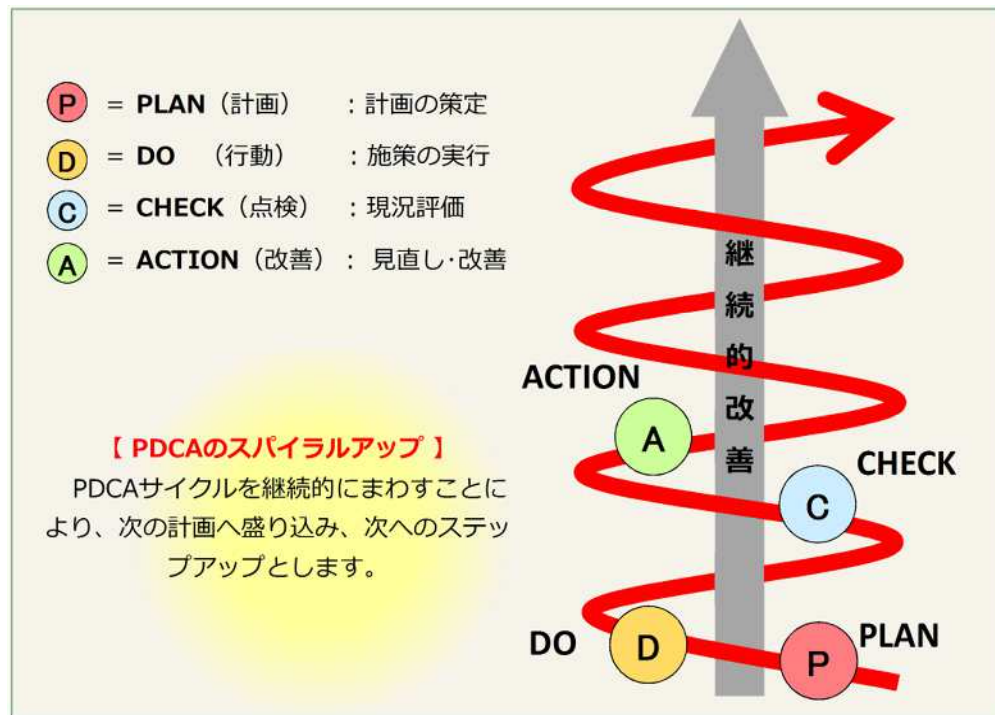 P = PLAN（計画） ：計画の策定
D = DO （行動） ：施策の実行
C = CHECK（点検） ：現況評価
A = ACTION（改善）： 見直し･改善
【 PDCAのスパイラルアップ 】
PDCAサイクルを継続的にまわすことに
より、次の計画へ盛り込み、次へのステッ
プアップとします。
継続的改善
ACTION
A
CHECK
C
DO
D
PLAN
P